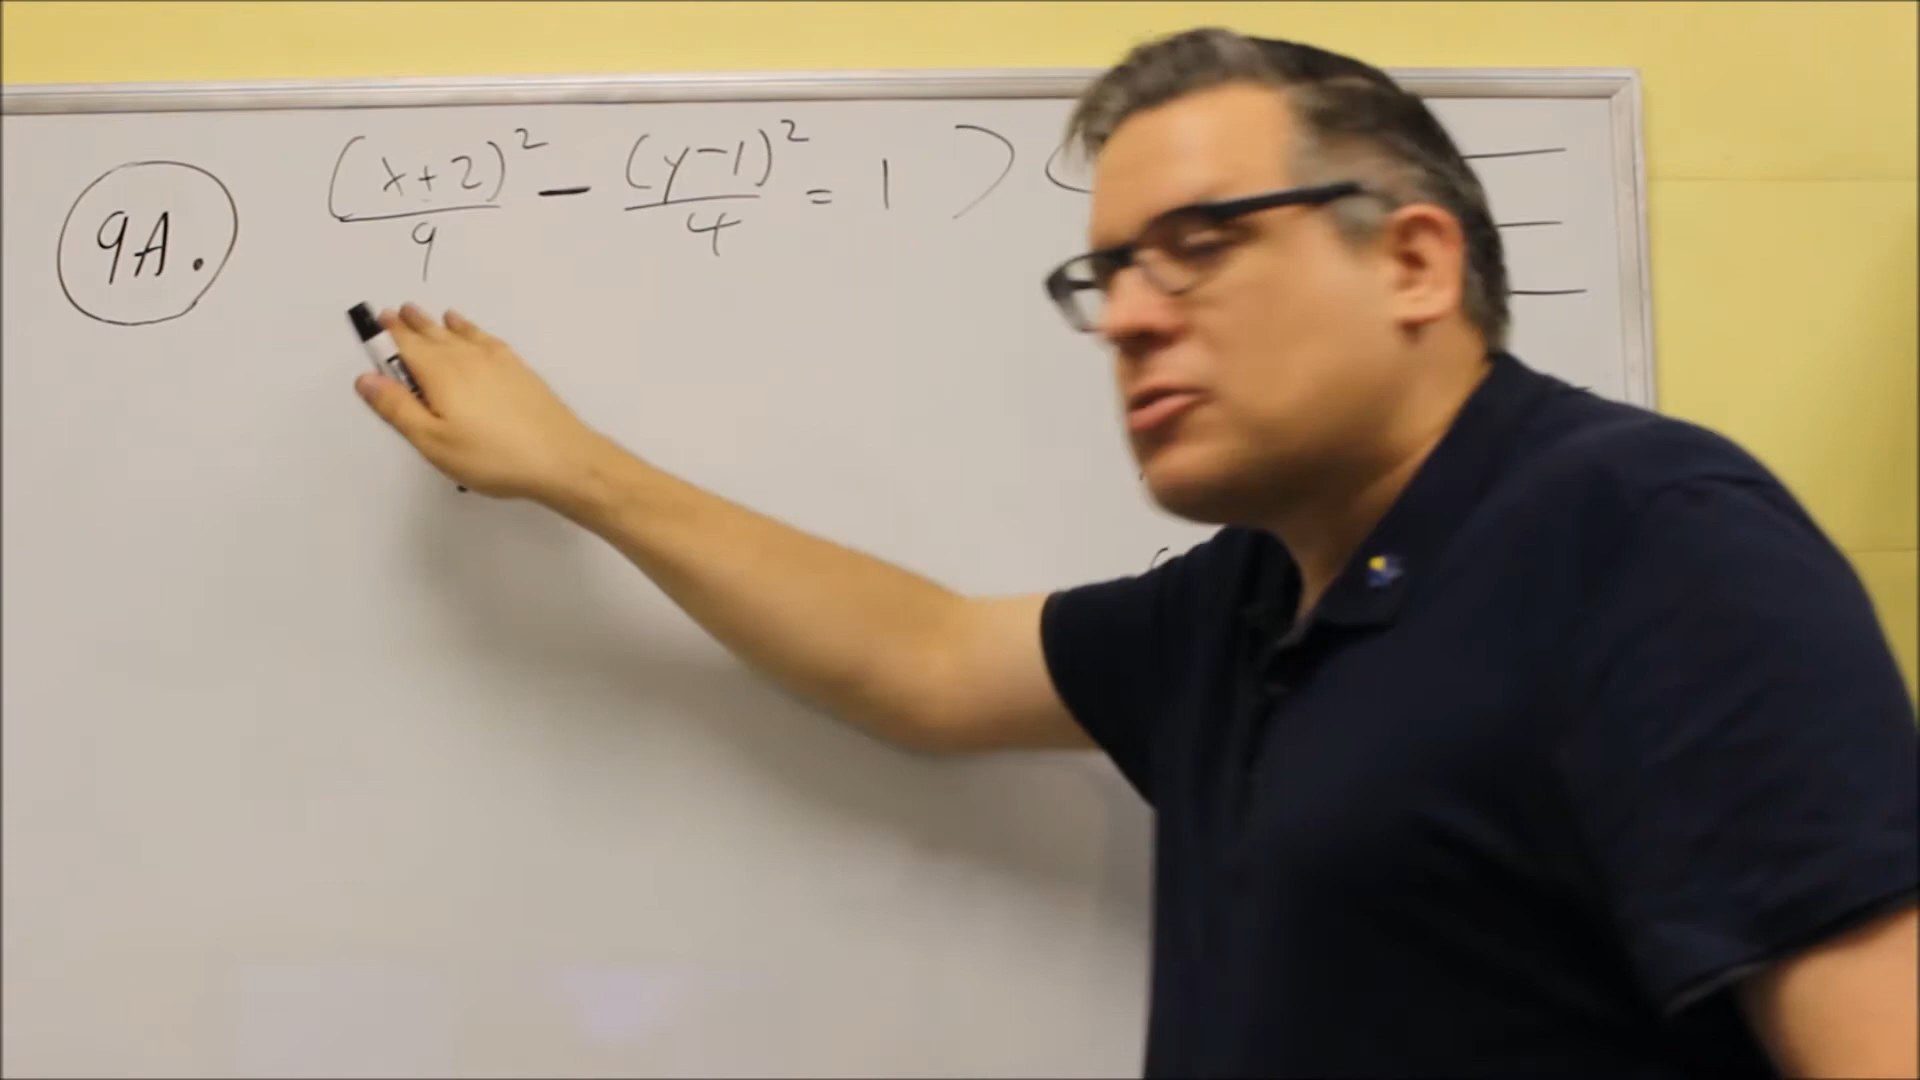 9A. (x+2)² − (y−1)² = 1 ) (
9 4